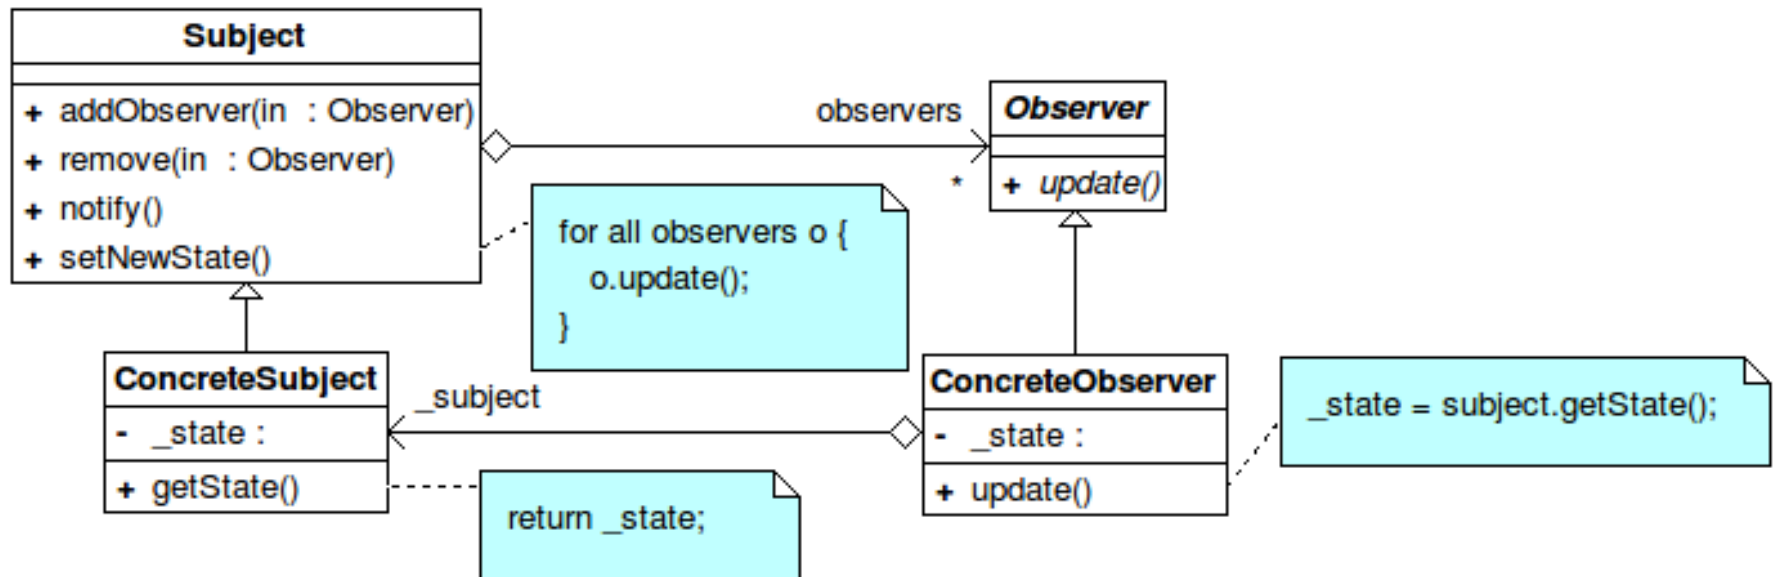 Subject
+ addObserver(in  : Observer)
+ remove(in  : Observer)
+ notify()
+ setNewState()
observers
*
Observer
+ update()
for all observers o {
o.update();
}
ConcreteSubject
- _state :
+ getState()
_subject
return _state;
ConcreteObserver
- _state :
+ update()
_state = subject.getState();